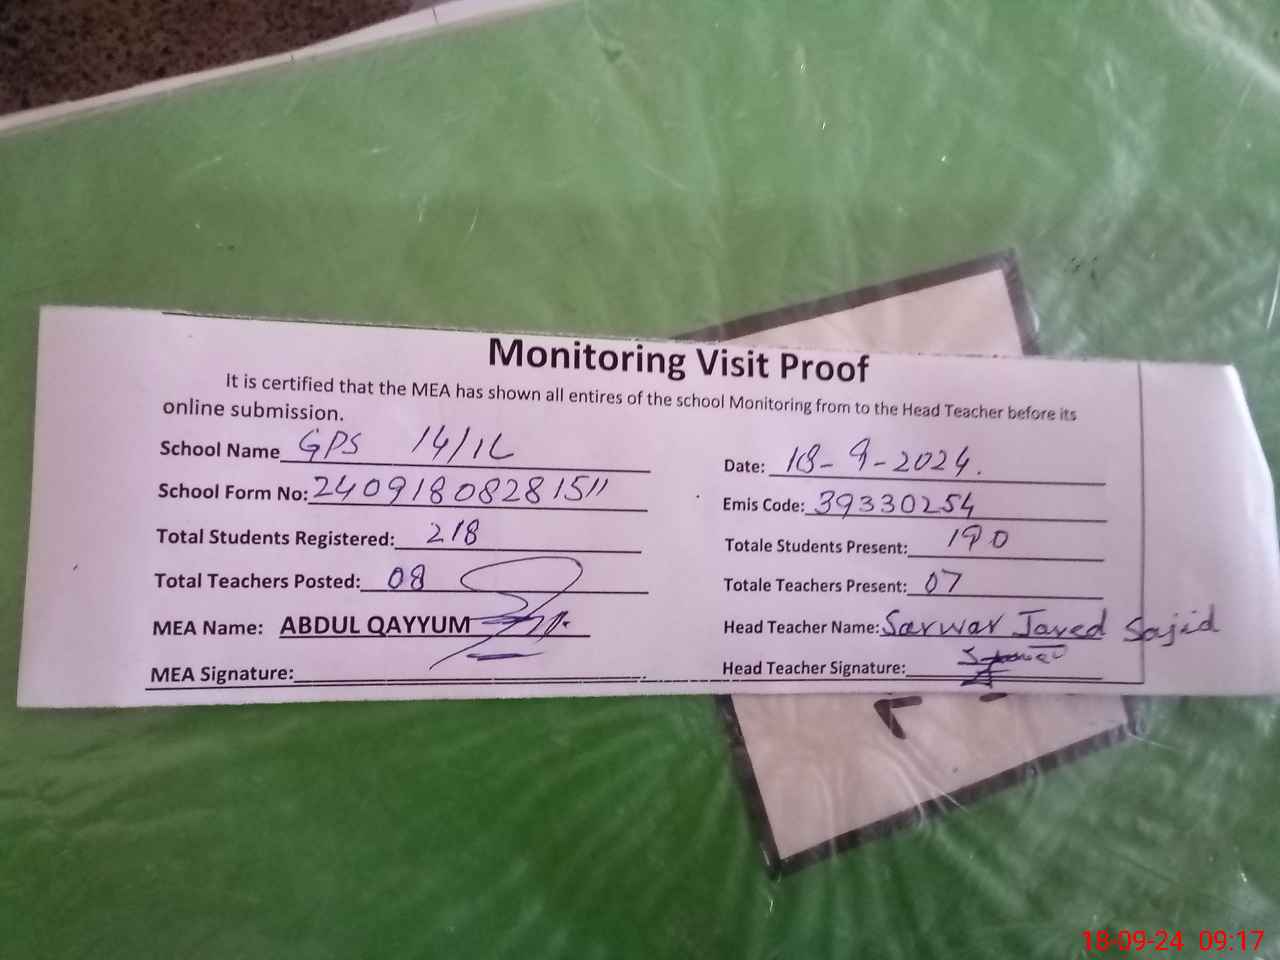 Monitoring Visit Proof
It is certified that the MEA has shown all entires of the school Monitoring from to the Head Teacher before its
online submission.
School Name GPS 14/1L
Date: 18-9-2024.
School Form No: 24091808281511
Emis Code: 39330254
Total Students Registered: 218
Totale Students Present: 190
Total Teachers Posted: 08
Totale Teachers Present: 07
MEA Name: ABDUL QAYYUM
Head Teacher Name: Sarwar Javed Sajid
MEA Signature:
Head Teacher Signature:
18-09-24 09:17